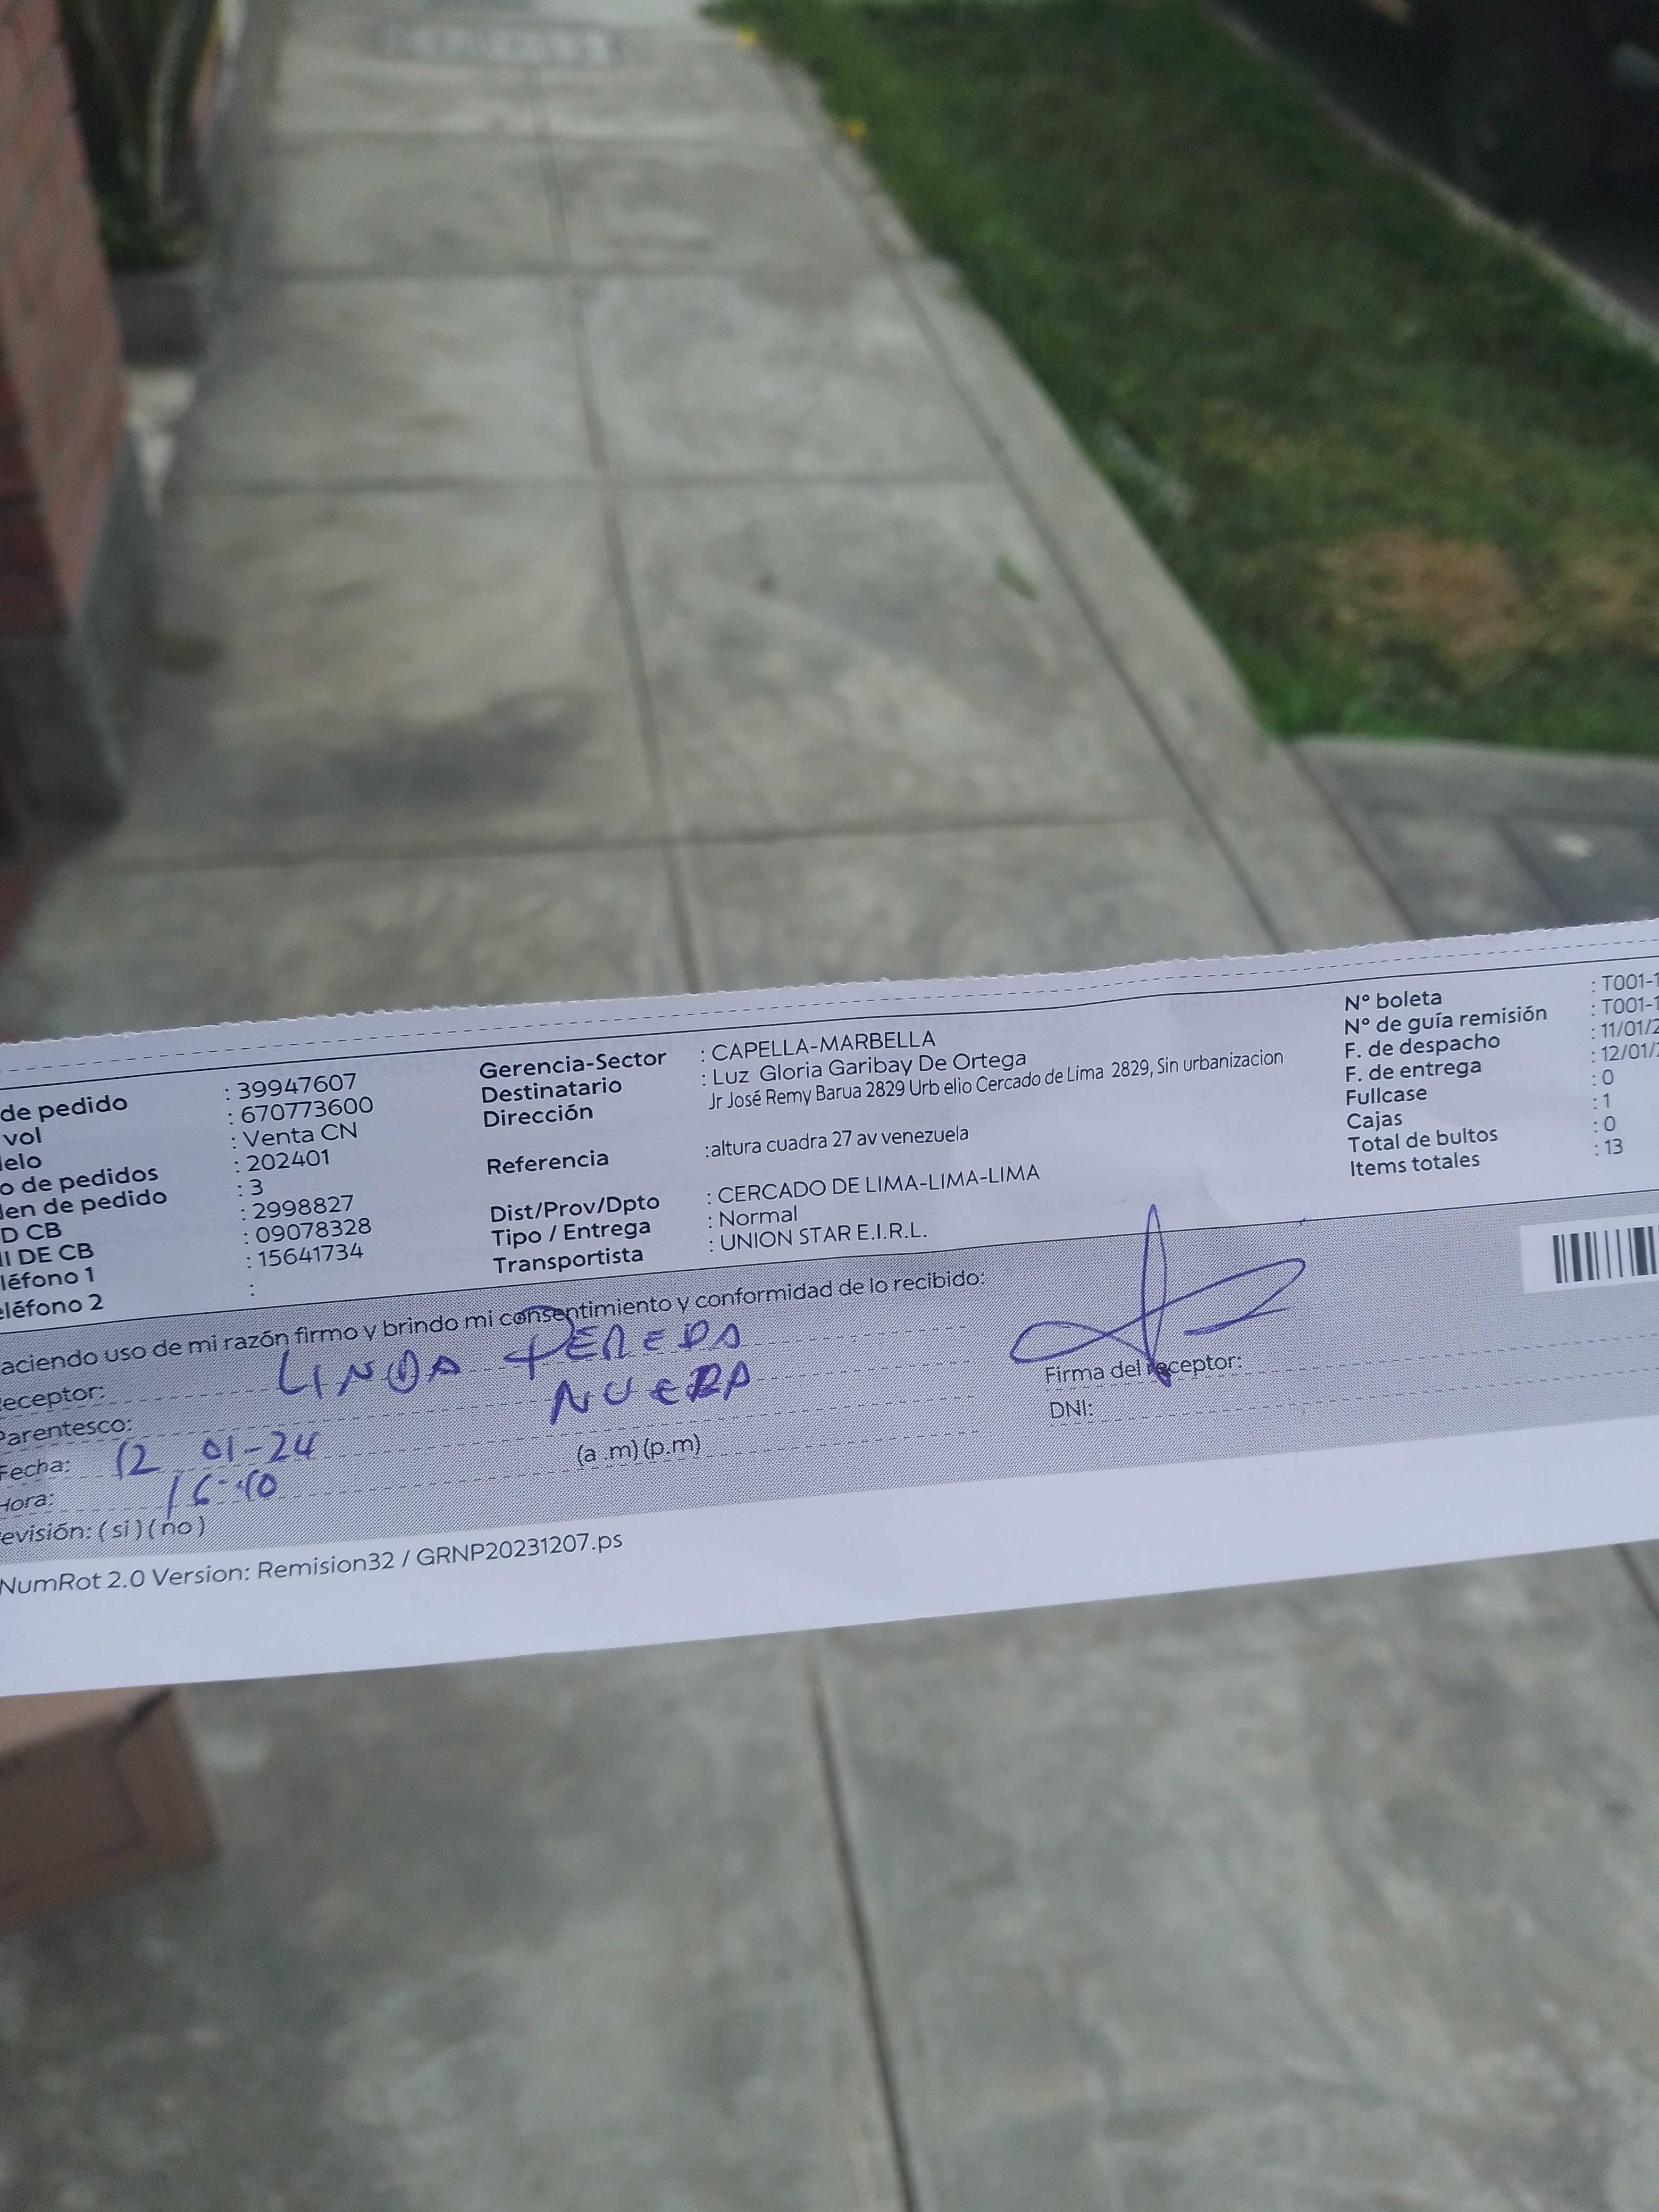 de pedido : 39947607
vol : 670773600
elo : Venta CN
o de pedidos : 202401
en de pedido : 3
D CB : 2998827
I DE CB : 09078328
léfono 1 : 15641734
eléfono 2 :
Gerencia-Sector : CAPELLA-MARBELLA
Destinatario : Luz Gloria Garibay De Ortega
Dirección Jr José Remy Barua 2829 Urb elio Cercado de Lima 2829, Sin urbanizacion
Referencia :altura cuadra 27 av venezuela
Dist/Prov/Dpto : CERCADO DE LIMA-LIMA-LIMA
Tipo / Entrega : Normal
Transportista : UNION STAR E.I.R.L.
N° boleta : T001-1
N° de guía remisión : T001-1
F. de despacho : 11/01/2
F. de entrega : 12/01/2
Fullcase : 0
Cajas : 1
Total de bultos : 0
Items totales : 13
aciendo uso de mi razón firmo y brindo mi consentimiento y conformidad de lo recibido:
eceptor: LINDA PEREDA
Parentesco: NUERA
Fecha: 12 01-24
Hora: 16:10 (a .m) (p.m)
evisión: ( si ) ( no )
Firma del receptor:
DNI:
NumRot 2.0 Version: Remision32 / GRNP20231207.ps